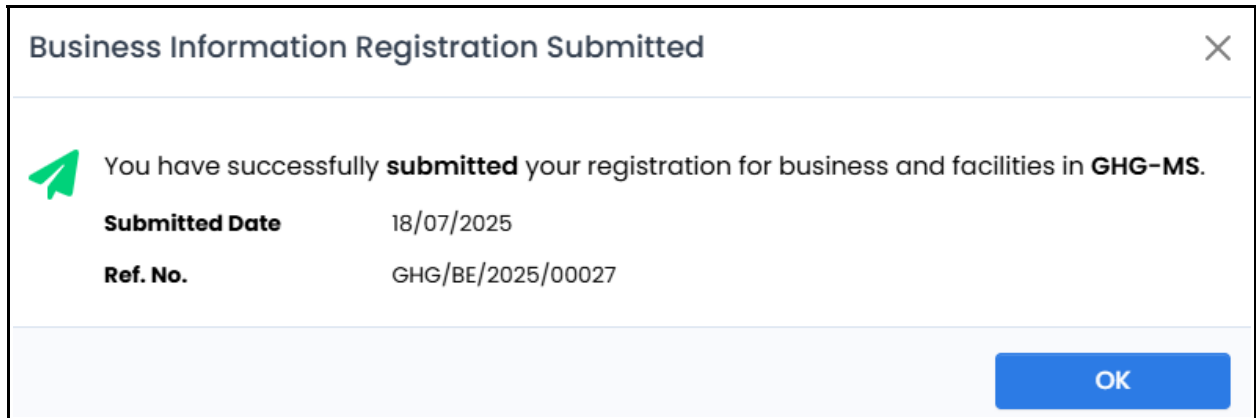 Business Information Registration Submitted
You have successfully submitted your registration for business and facilities in GHG-MS.
Submitted Date 18/07/2025
Ref. No. GHG/BE/2025/00027
OK